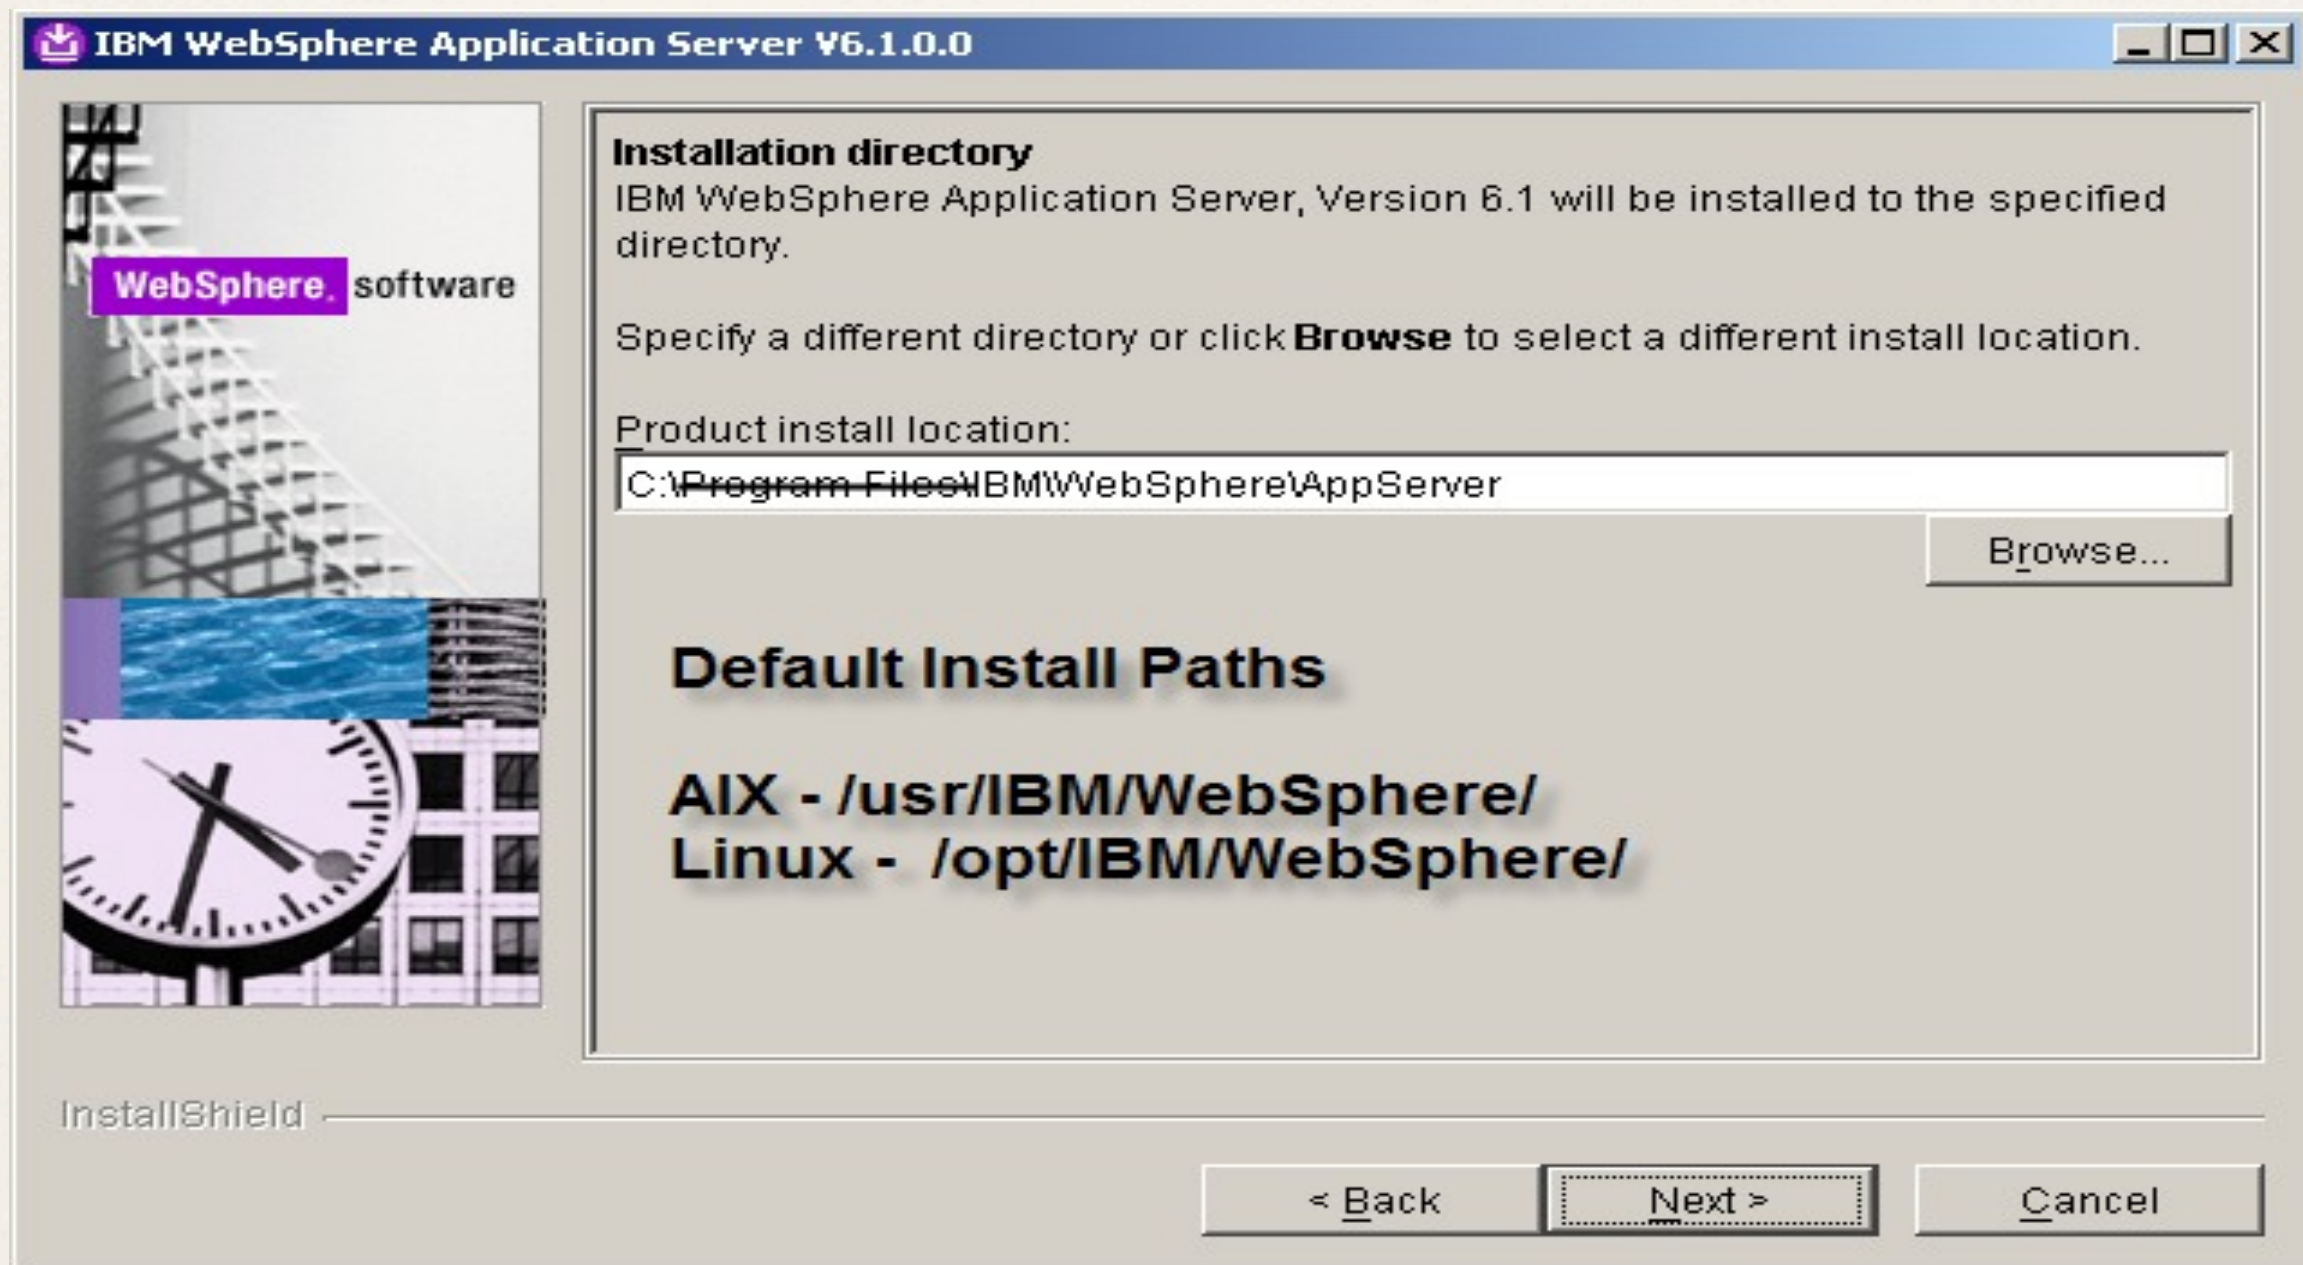 IBM WebSphere Application Server V6.1.0.0
WebSphere. software
Installation directory
IBM WebSphere Application Server, Version 6.1 will be installed to the specified
directory.
Specify a different directory or click Browse to select a different install location.
Product install location:
C:\Program Files\IBM\WebSphere\AppServer
Browse...
Default Install Paths
AIX - /usr/IBM/WebSphere/
Linux - /opt/IBM/WebSphere/
InstallShield
< Back
Next >
Cancel